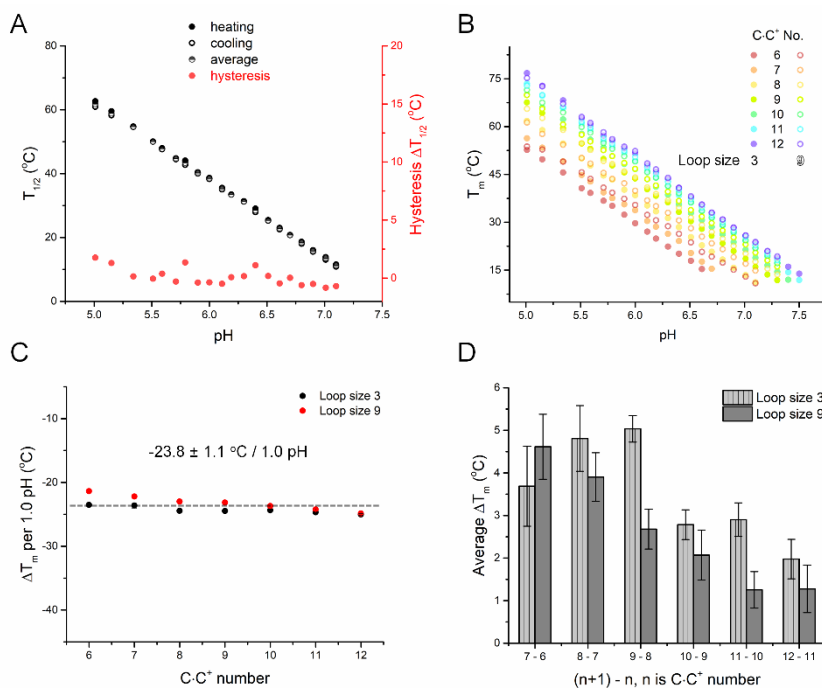 A
heating
cooling
average
hysteresis
T1/2 (°C)
80
60
40
20
0
Hysteresis ΔT1/2 (°C)
20
15
10
5
0
5.0 5.5 6.0 6.5 7.0 7.5
pH
B
C·C⁺ No.
6
7
8
9
10
11
12
Loop size 3
Tm (°C)
75
60
45
30
15
5.0 5.5 6.0 6.5 7.0 7.5
pH
C
Loop size 3
Loop size 9
-23.8 ± 1.1 °C / 1.0 pH
ΔTm per 1.0 pH (°C)
-10
-20
-30
-40
6 7 8 9 10 11 12
C·C⁺ number
D
Loop size 3
Loop size 9
Average ΔTm (°C)
6
5
4
3
2
1
0
7 - 6 8 - 7 9 - 8 10 - 9 11 - 10 12 - 11
(n+1) - n, n is C·C⁺ number